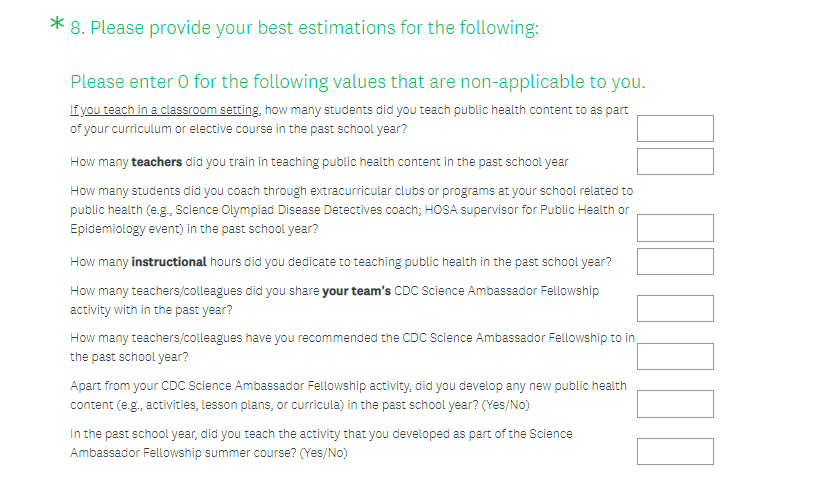 * 8. Please provide your best estimations for the following:
Please enter 0 for the following values that are non-applicable to you.
If you teach in a classroom setting, how many students did you teach public health content to as part
of your curriculum or elective course in the past school year?
How many teachers did you train in teaching public health content in the past school year
How many students did you coach through extracurricular clubs or programs at your school related to
public health (e.g., Science Olympiad Disease Detectives coach; HOSA supervisor for Public Health or
Epidemiology event) in the past school year?
How many instructional hours did you dedicate to teaching public health in the past school year?
How many teachers/colleagues did you share your team's CDC Science Ambassador Fellowship
activity with in the past year?
How many teachers/colleagues have you recommended the CDC Science Ambassador Fellowship to in
the past school year?
Apart from your CDC Science Ambassador Fellowship activity, did you develop any new public health
content (e.g., activities, lesson plans, or curricula) in the past school year? (Yes/No)
In the past school year, did you teach the activity that you developed as part of the Science
Ambassador Fellowship summer course? (Yes/No)